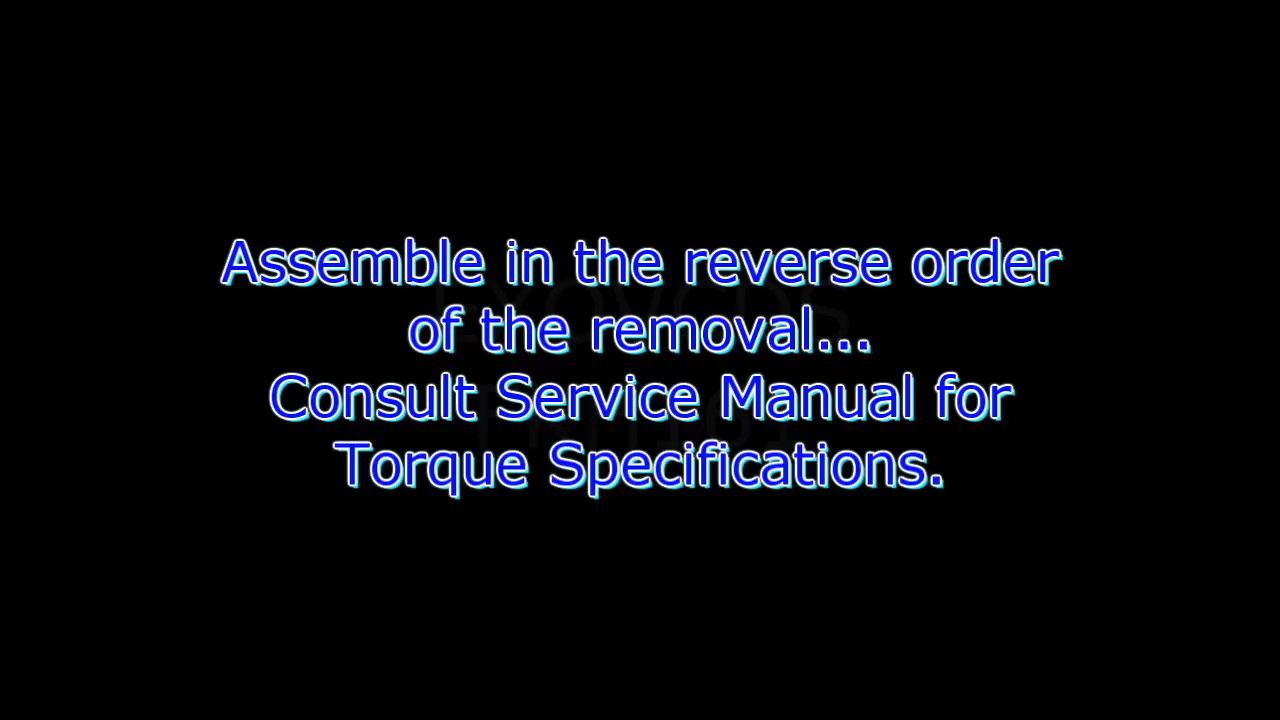 Assemble in the reverse order
of the removal...
Consult Service Manual for
Torque Specifications.